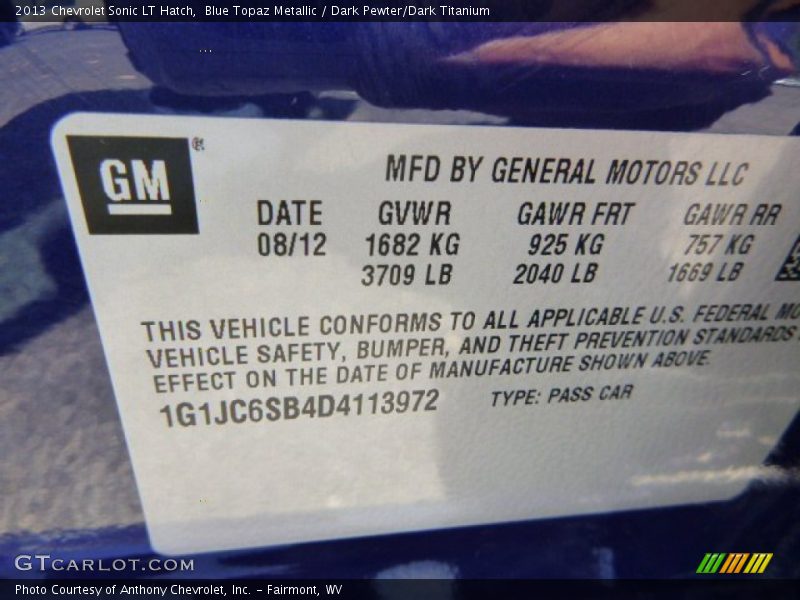 2013 Chevrolet Sonic LT Hatch, Blue Topaz Metallic / Dark Pewter/Dark Titanium
GM ®
MFD BY GENERAL MOTORS LLC
DATE GVWR GAWR FRT GAWR RR
08/12 1682 KG 925 KG 757 KG
3709 LB 2040 LB 1669 LB
THIS VEHICLE CONFORMS TO ALL APPLICABLE U.S. FEDERAL MO
VEHICLE SAFETY, BUMPER, AND THEFT PREVENTION STANDARDS
EFFECT ON THE DATE OF MANUFACTURE SHOWN ABOVE.
1G1JC6SB4D4113972 TYPE: PASS CAR
GTCARLOT.COM
Photo Courtesy of Anthony Chevrolet, Inc. - Fairmont, WV